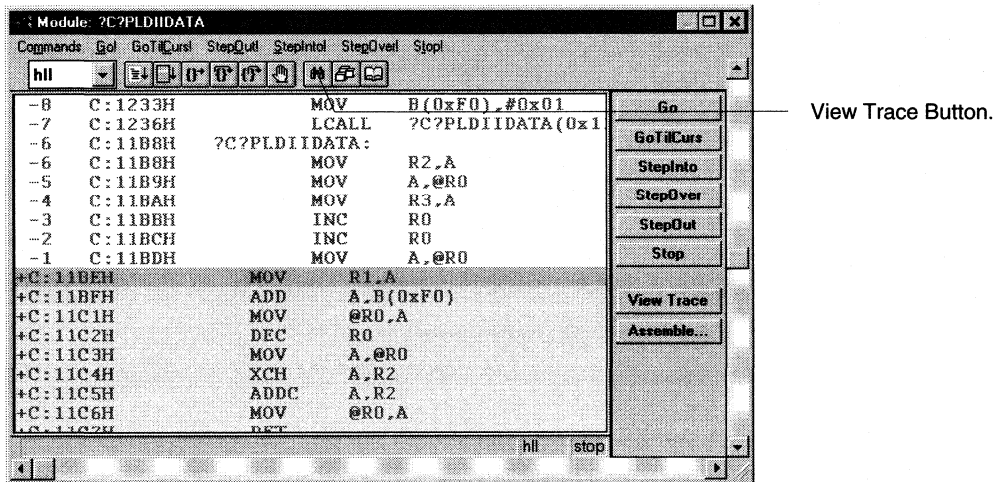 Module: ?C?PLDIIDATA
Commands Go! GoTilCurs! StepOut! StepInto! StepOver! Stop!
hll
-8 C:1233H MOV B(0xF0),#0x01
-7 C:1236H LCALL ?C?PLDIIDATA(0x1
-6 C:11B8H ?C?PLDIIDATA:
-6 C:11B8H MOV R2,A
-5 C:11B9H MOV A,@R0
-4 C:11BAH MOV R3,A
-3 C:11BBH INC R0
-2 C:11BCH INC R0
-1 C:11BDH MOV A,@R0
+C:11BEH MOV R1,A
+C:11BFH ADD A,B(0xF0)
+C:11C1H MOV @R0,A
+C:11C2H DEC R0
+C:11C3H MOV A,@R0
+C:11C4H XCH A,R2
+C:11C5H ADDC A,R2
+C:11C6H MOV @R0,A
+C:11C7H RET
Go
GoTilCurs
StepInto
StepOver
StepOut
Stop
View Trace
Assemble...
hll stop
View Trace Button.